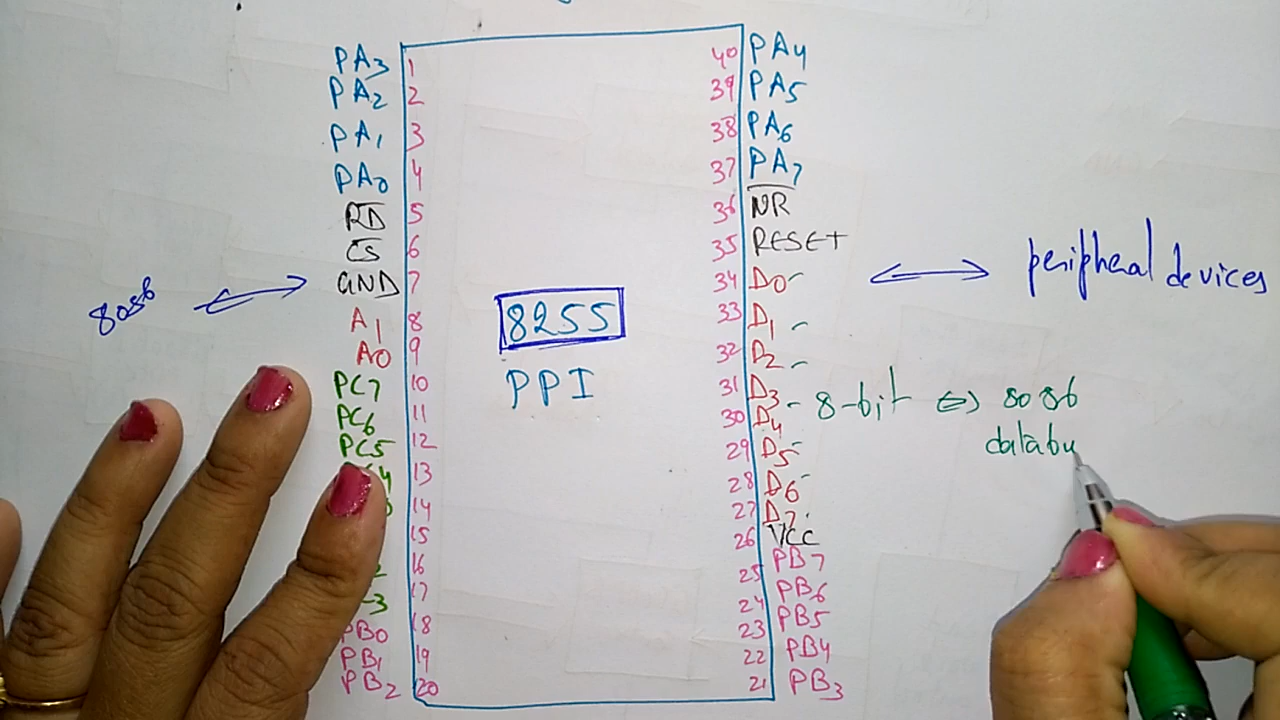 PA3 1
PA2 2
PA1 3
PA0 4
RD 5
CS 6
GND 7
A1 8
A0 9
PC7 10
PC6 11
PC5 12
13
14
15
16
17
PB0 18
PB1 19
PB2 20
8086
8255
PPI
40 PA4
39 PA5
38 PA6
37 PA7
36 WR
35 RESET
34 D0
33 D1
32 D2
31 D3
30 D4
29 D5
28 D6
27 D7
26 VCC
25 PB7
24 PB6
23 PB5
22 PB4
21 PB3
peripheral devices
8-bit ⇔ 8086
databu